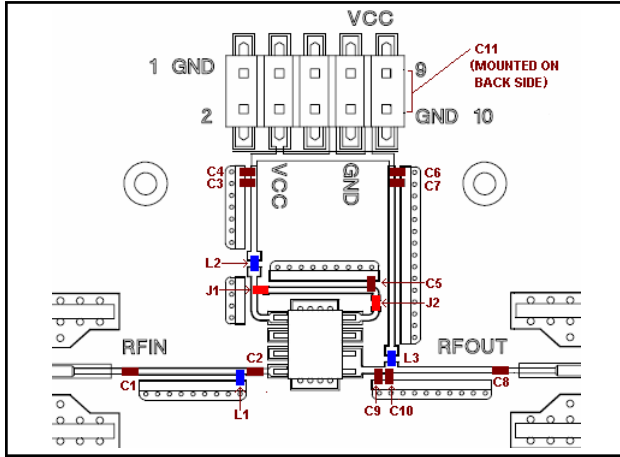 VCC
C11
(MOUNTED ON
BACK SIDE)
1 GND
9
2
GND 10
C4
C3
VCC
GND
C6
C7
L2
J1
C5
J2
RFIN
C2
L3
RFOUT
C1
L1
C9
C10
C8